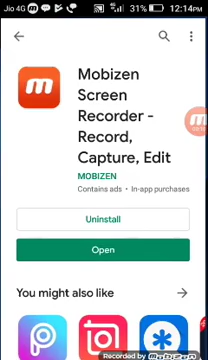 Jio 4G 31% 12:14PM
Mobizen
Screen
Recorder -
Record,
Capture, Edit
MOBIZEN
Contains ads • In-app purchases
Uninstall
Open
You might also like
Recorded by Mobizen